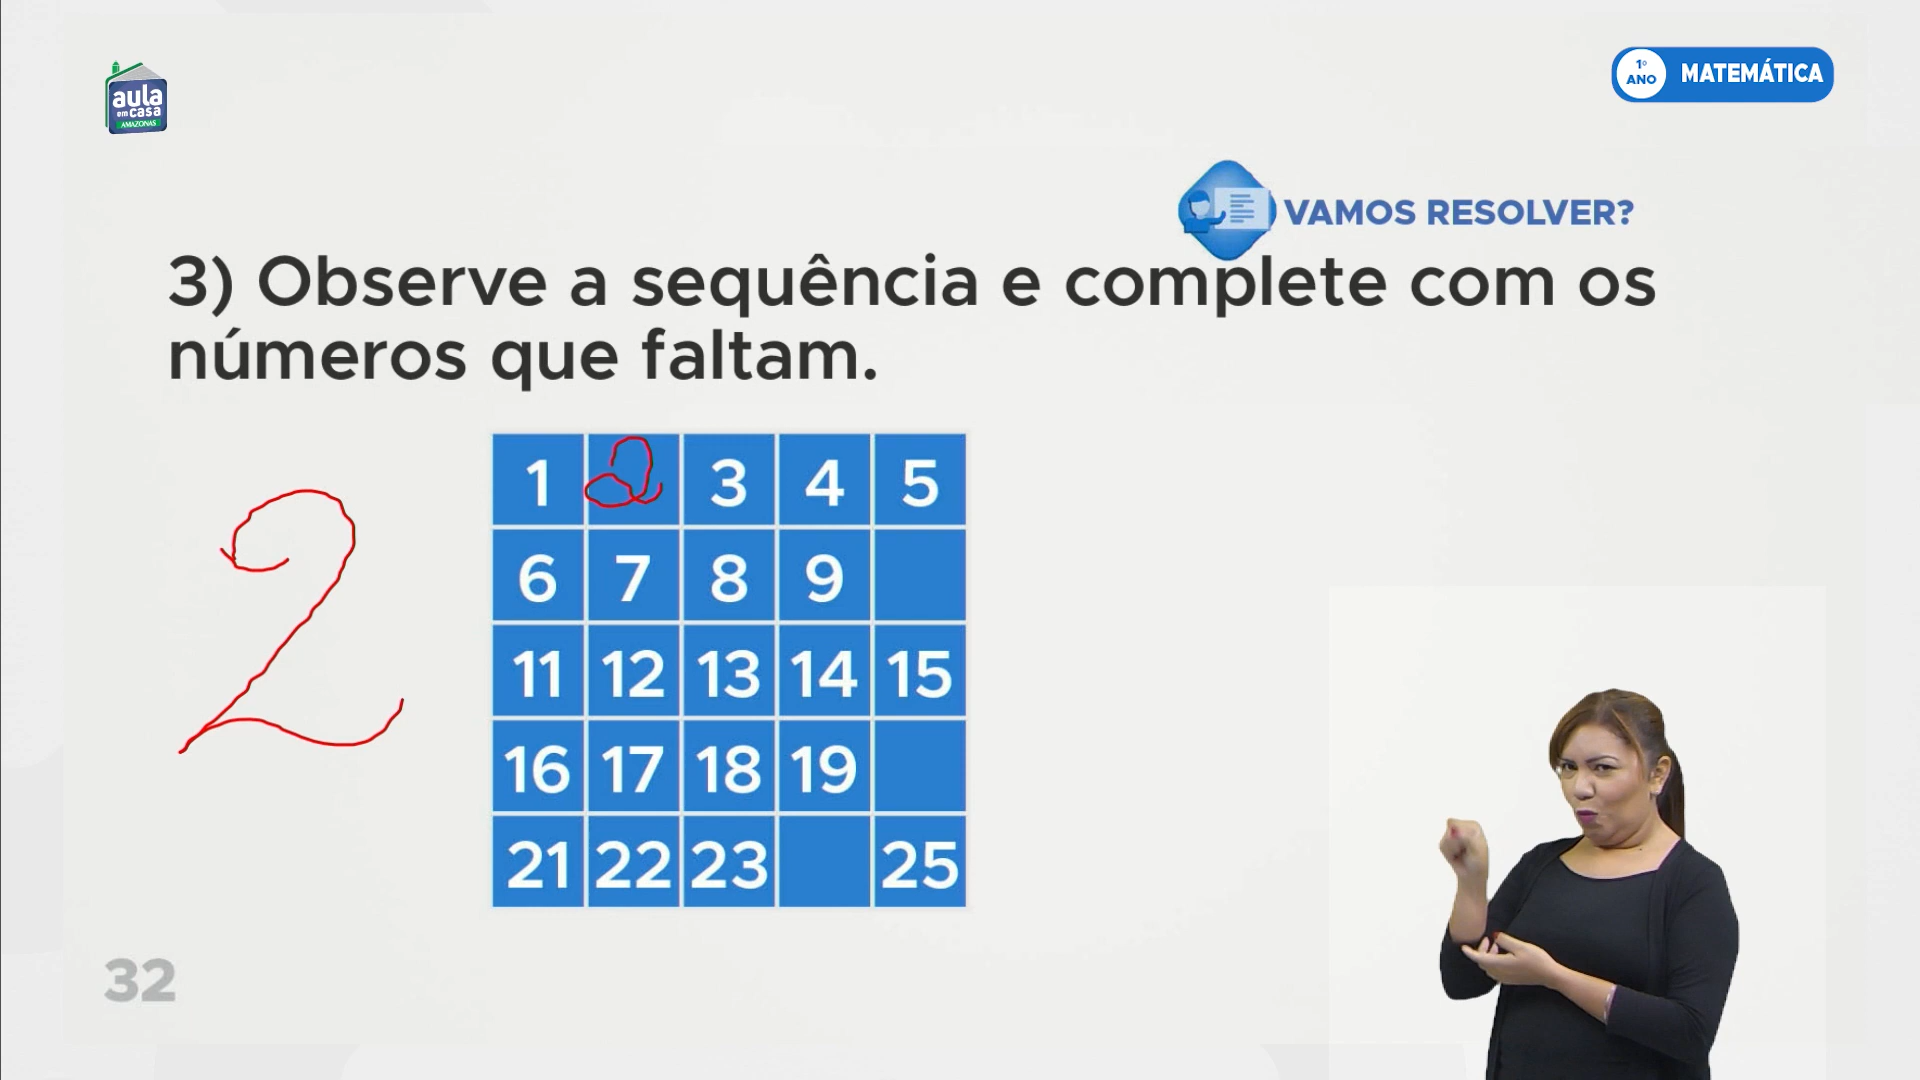 aula
em casa
AMAZONAS
1º
ANO
MATEMÁTICA
VAMOS RESOLVER?
3) Observe a sequência e complete com os
números que faltam.
2
1 2 3 4 5
6 7 8 9
11 12 13 14 15
16 17 18 19
21 22 23 25
32